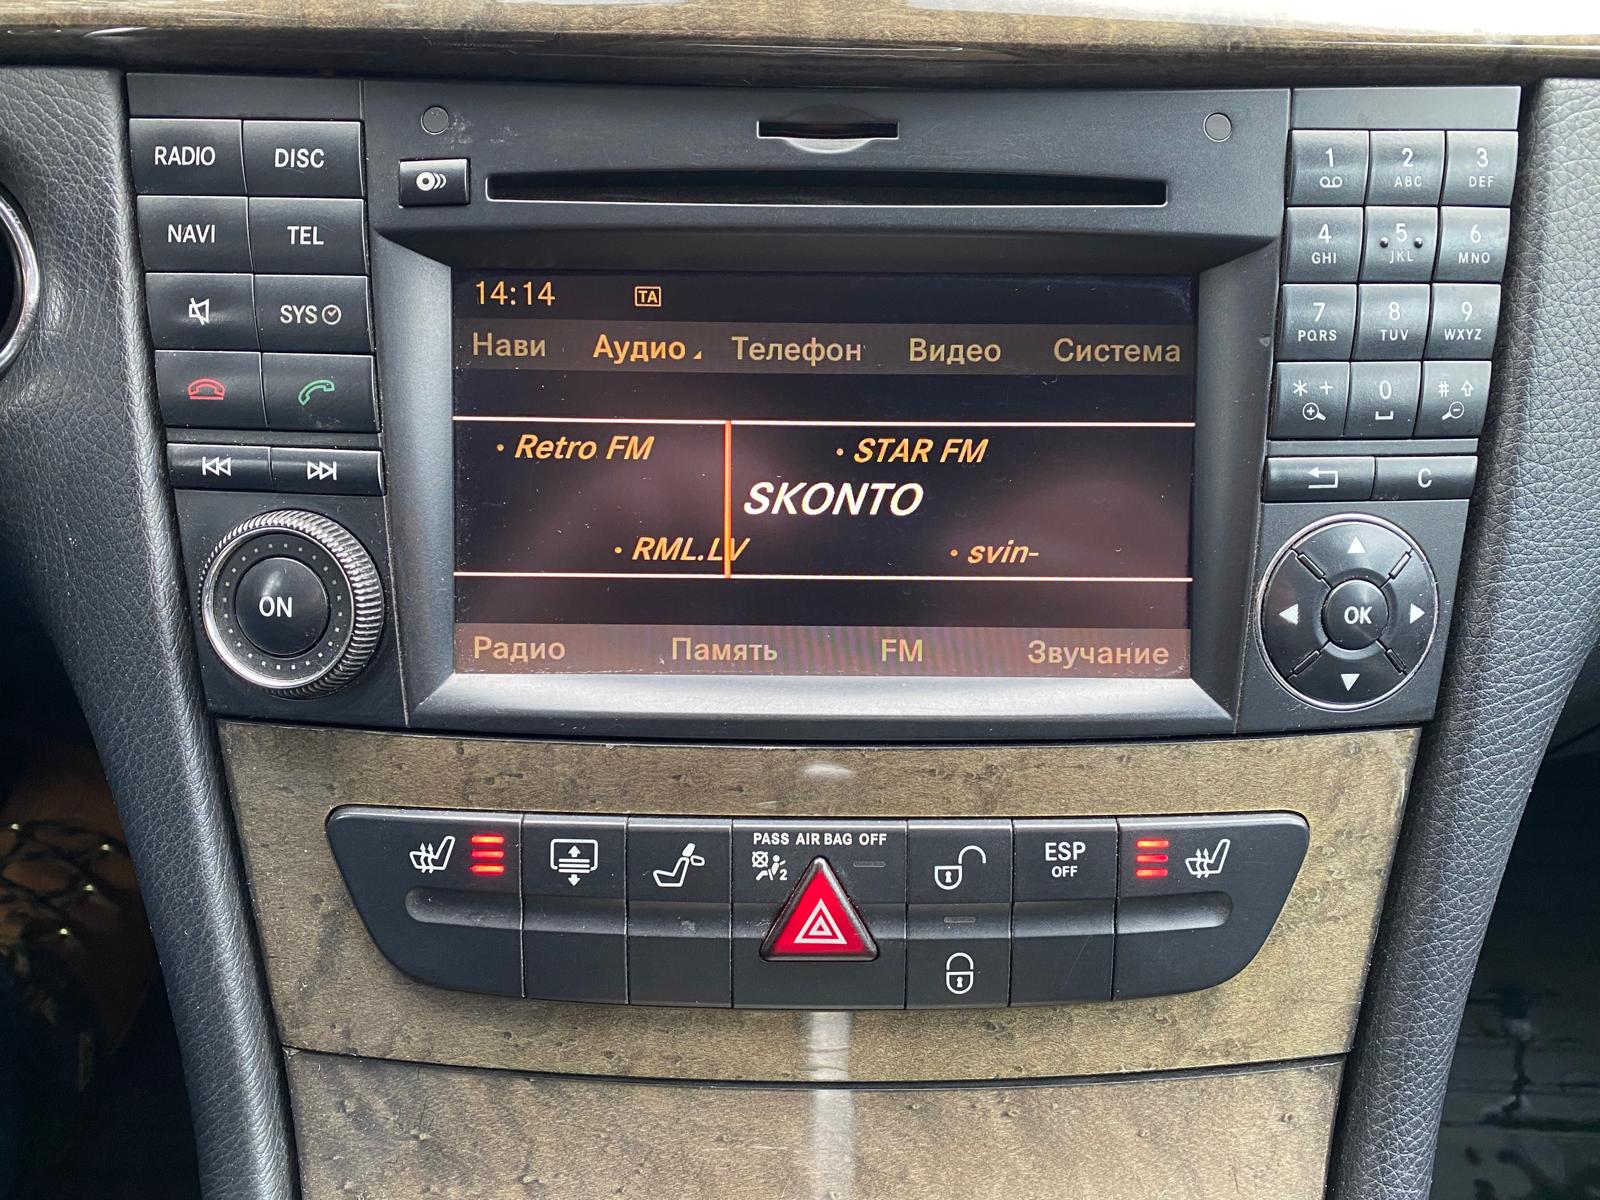 RADIO DISC
NAVI TEL
SYS
ON
14:14 TA
Нави Аудио Телефон Видео Система
Retro FM STAR FM
SKONTO
RML.LV svin-
Радио Память FM Звучание
1 2 ABC 3 DEF
4 GHI 5 JKL 6 MNO
7 PQRS 8 TUV 9 WXYZ
* + 0 #
C
OK
PASS AIR BAG OFF
2
ESP
OFF